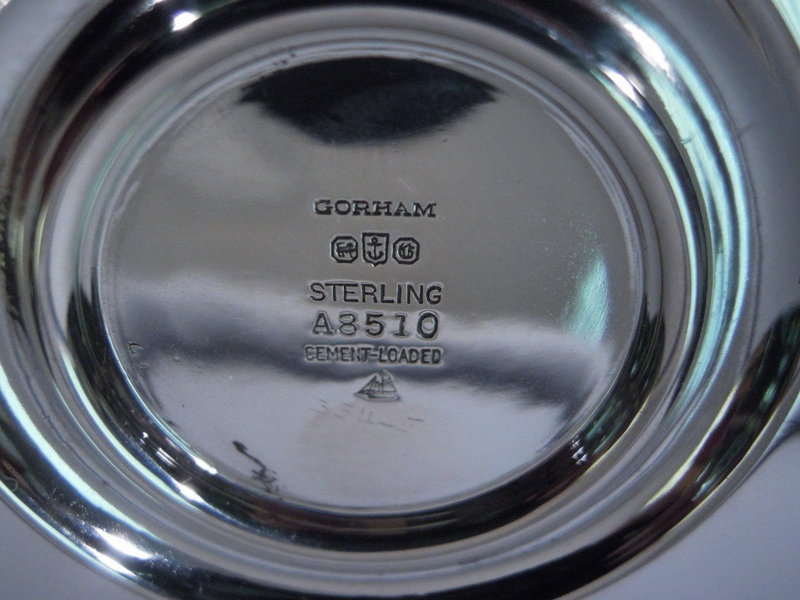 GORHAM
STERLING
A8510
CEMENT-LOADED